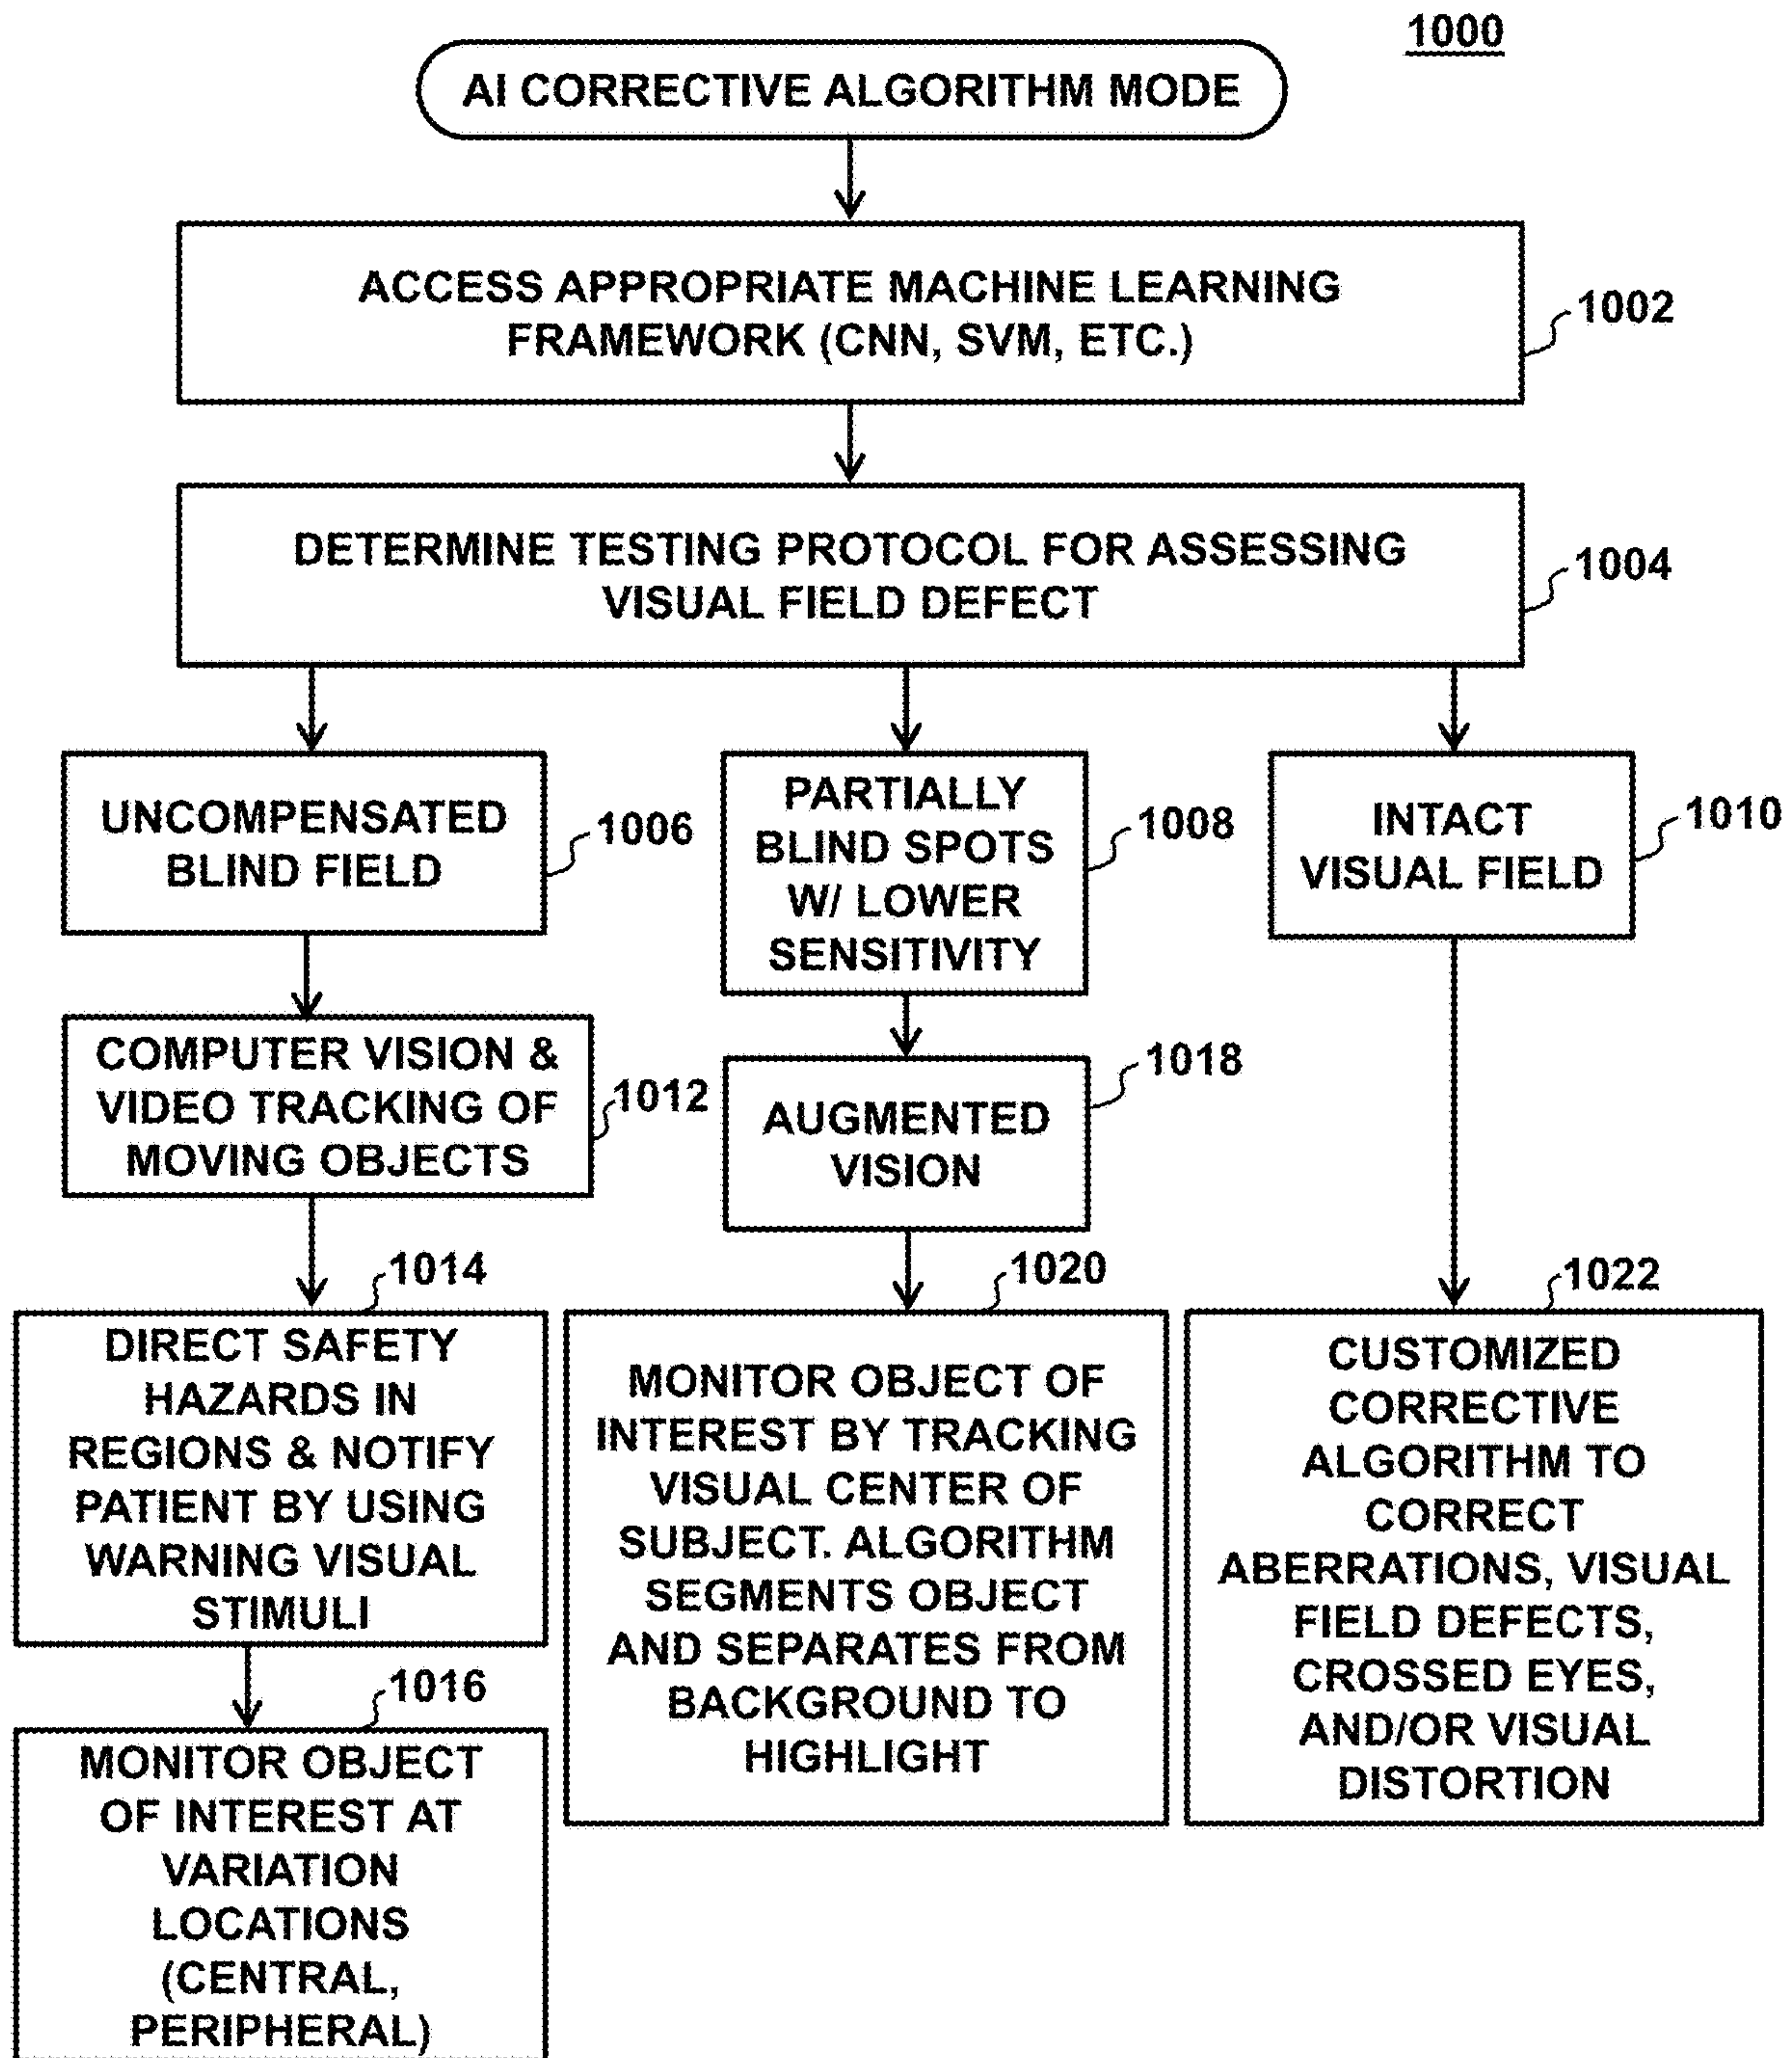 1000
AI CORRECTIVE ALGORITHM MODE
ACCESS APPROPRIATE MACHINE LEARNING
FRAMEWORK (CNN, SVM, ETC.)
1002
DETERMINE TESTING PROTOCOL FOR ASSESSING
VISUAL FIELD DEFECT
1004
UNCOMPENSATED
BLIND FIELD
1006
PARTIALLY
BLIND SPOTS
W/ LOWER
SENSITIVITY
1008
INTACT
VISUAL FIELD
1010
COMPUTER VISION &
VIDEO TRACKING OF
MOVING OBJECTS
1012
AUGMENTED
VISION
1018
1014
DIRECT SAFETY
HAZARDS IN
REGIONS & NOTIFY
PATIENT BY USING
WARNING VISUAL
STIMULI
1020
MONITOR OBJECT OF
INTEREST BY TRACKING
VISUAL CENTER OF
SUBJECT. ALGORITHM
SEGMENTS OBJECT
AND SEPARATES FROM
BACKGROUND TO
HIGHLIGHT
1022
CUSTOMIZED
CORRECTIVE
ALGORITHM TO
CORRECT
ABERRATIONS, VISUAL
FIELD DEFECTS,
CROSSED EYES,
AND/OR VISUAL
DISTORTION
1016
MONITOR OBJECT
OF INTEREST AT
VARIATION
LOCATIONS
(CENTRAL,
PERIPHERAL)